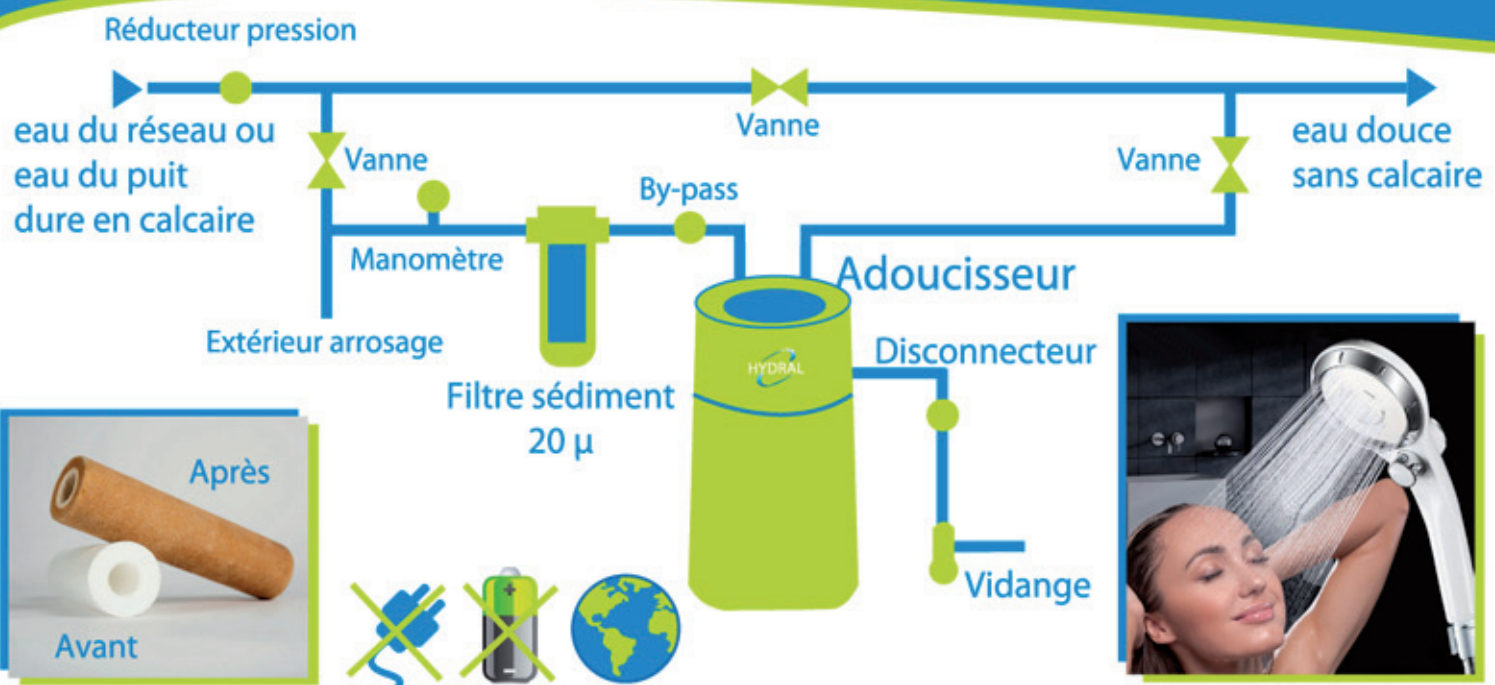 Réducteur pression
eau du réseau ou
eau du puit
dure en calcaire
Vanne
Vanne
Vanne
eau douce
sans calcaire
By-pass
Manomètre
Adoucisseur
Extérieur arrosage
Disconnecteur
HYDRAL
Filtre sédiment
20 µ
Après
Avant
Vidange
+
-